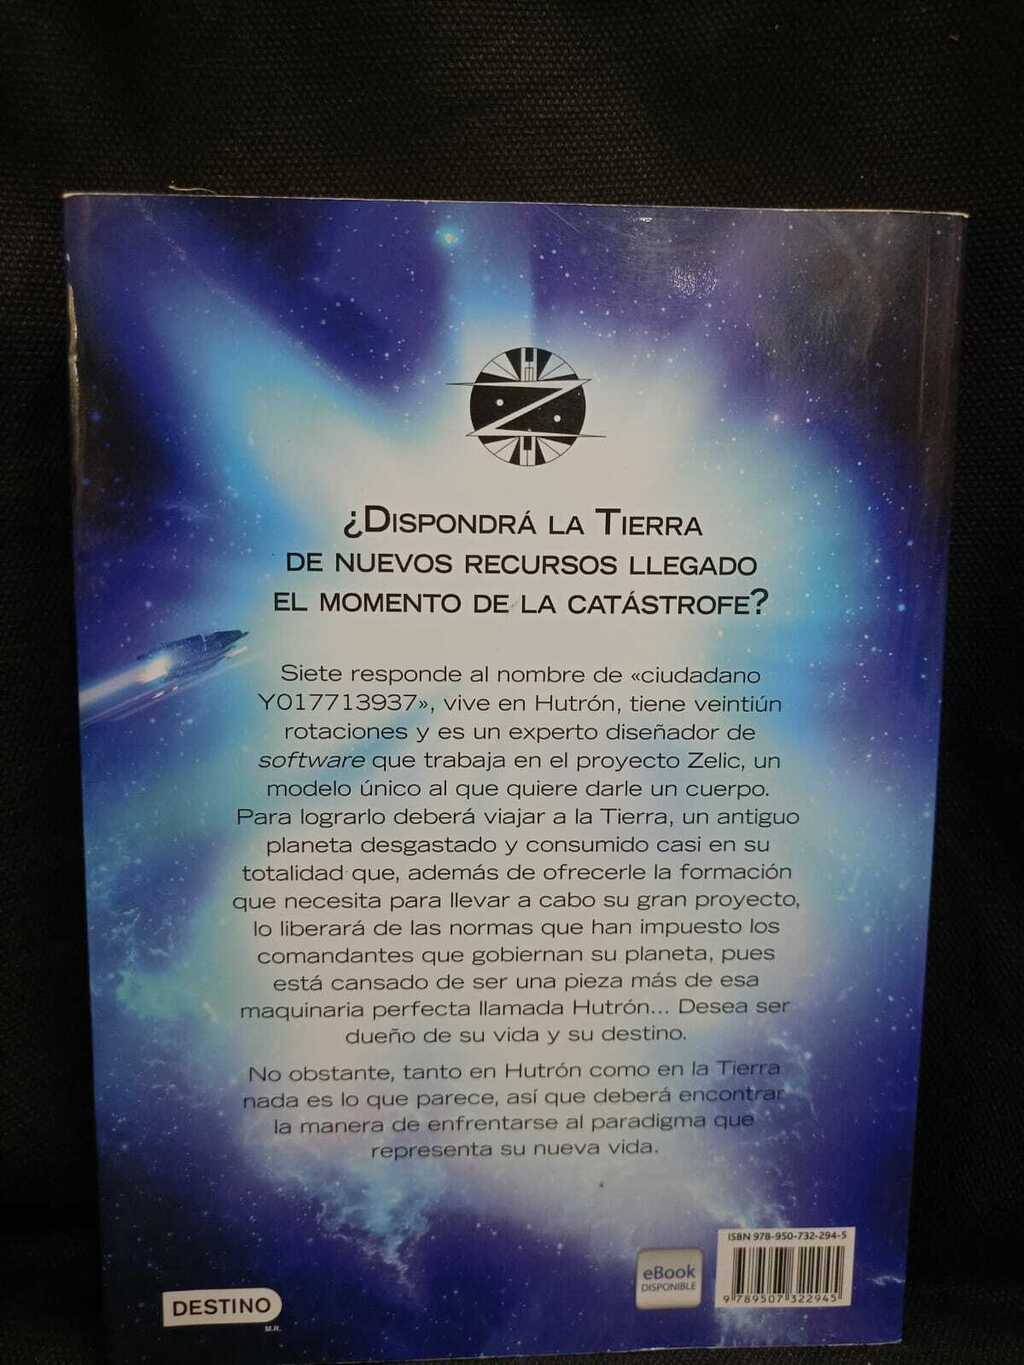 Z
¿Dispondrá la Tierra
de nuevos recursos llegado
el momento de la catástrofe?
Siete responde al nombre de «ciudadano
Y017713937», vive en Hutrón, tiene veintiún
rotaciones y es un experto diseñador de
software que trabaja en el proyecto Zelic, un
modelo único al que quiere darle un cuerpo.
Para lograrlo deberá viajar a la Tierra, un antiguo
planeta desgastado y consumido casi en su
totalidad que, además de ofrecerle la formación
que necesita para llevar a cabo su gran proyecto,
lo liberará de las normas que han impuesto los
comandantes que gobiernan su planeta, pues
está cansado de ser una pieza más de esa
maquinaria perfecta llamada Hutrón... Desea ser
dueño de su vida y su destino.
No obstante, tanto en Hutrón como en la Tierra
nada es lo que parece, así que deberá encontrar
la manera de enfrentarse al paradigma que
representa su nueva vida.
ISBN 978-950-732-294-5
eBook
DISPONIBLE
9 789507 322945
DESTINO
M.R.